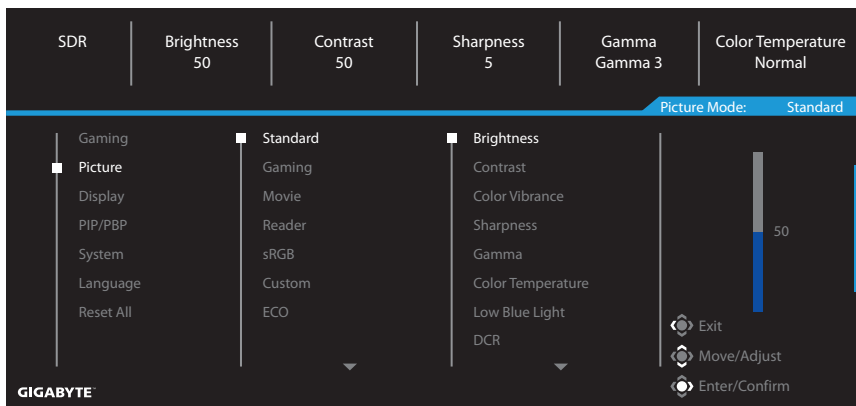 SDR
Brightness
50
Contrast
50
Sharpness
5
Gamma
Gamma 3
Color Temperature
Normal
Picture Mode: Standard
Gaming
Picture
Display
PIP/PBP
System
Language
Reset All
Standard
Gaming
Movie
Reader
sRGB
Custom
ECO
Brightness
Contrast
Color Vibrance
Sharpness
Gamma
Color Temperature
Low Blue Light
DCR
50
Exit
Move/Adjust
Enter/Confirm
GIGABYTE™